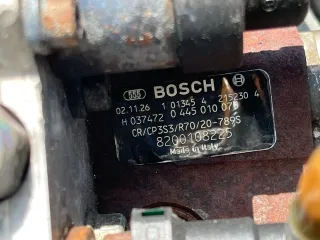 BOSCH
02.11.26 1 01345 4 215230 4
H 037472 0 445 010 075
CR/CP3S3/R70/20-789S
8200108225
Made in Italy